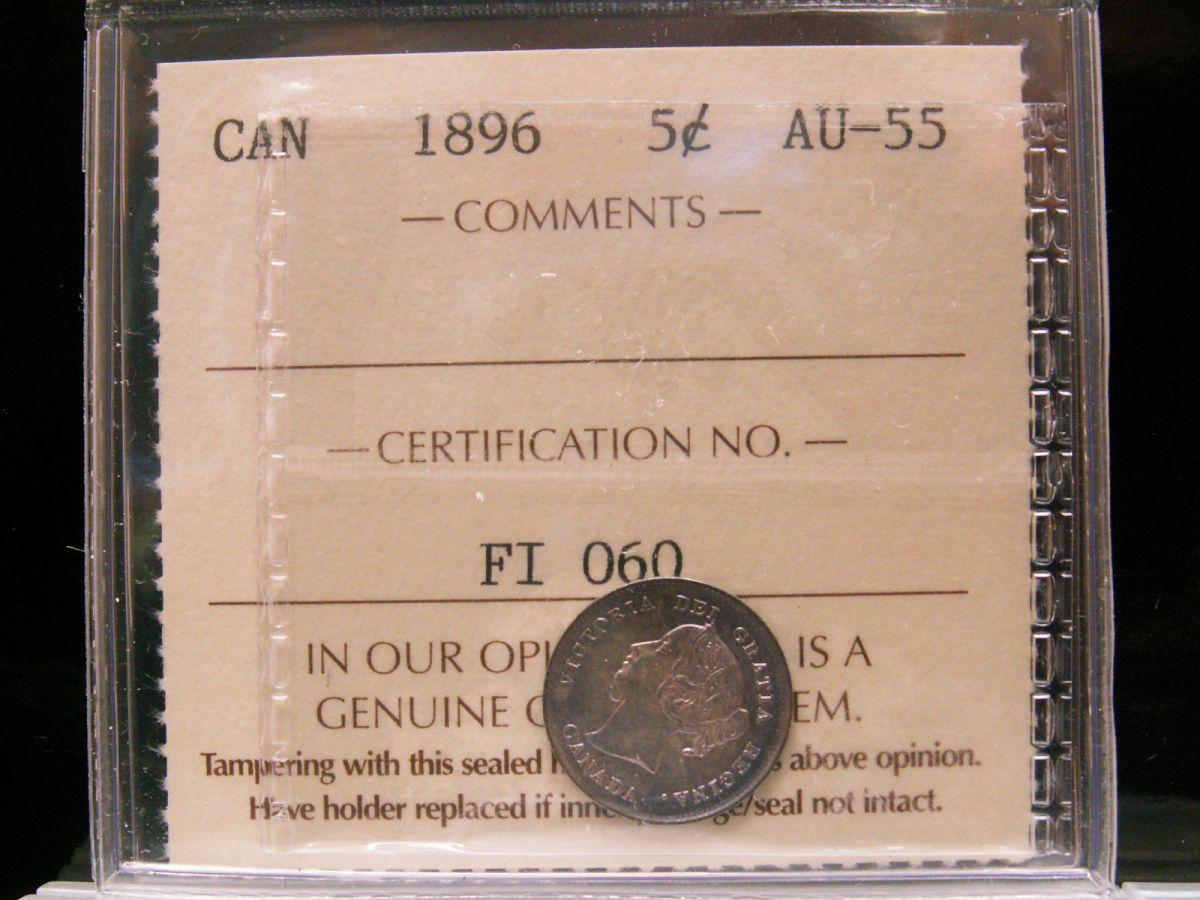 CAN 1896 5¢ AU-55
— COMMENTS —
— CERTIFICATION NO. —
FI 060
IN OUR OPI IS A
GENUINE EM.
Tampering with this sealed above opinion.
Have holder replaced if inne /seal not intact.
VICTORIA DEI GRATIA REGINA.
CANADA